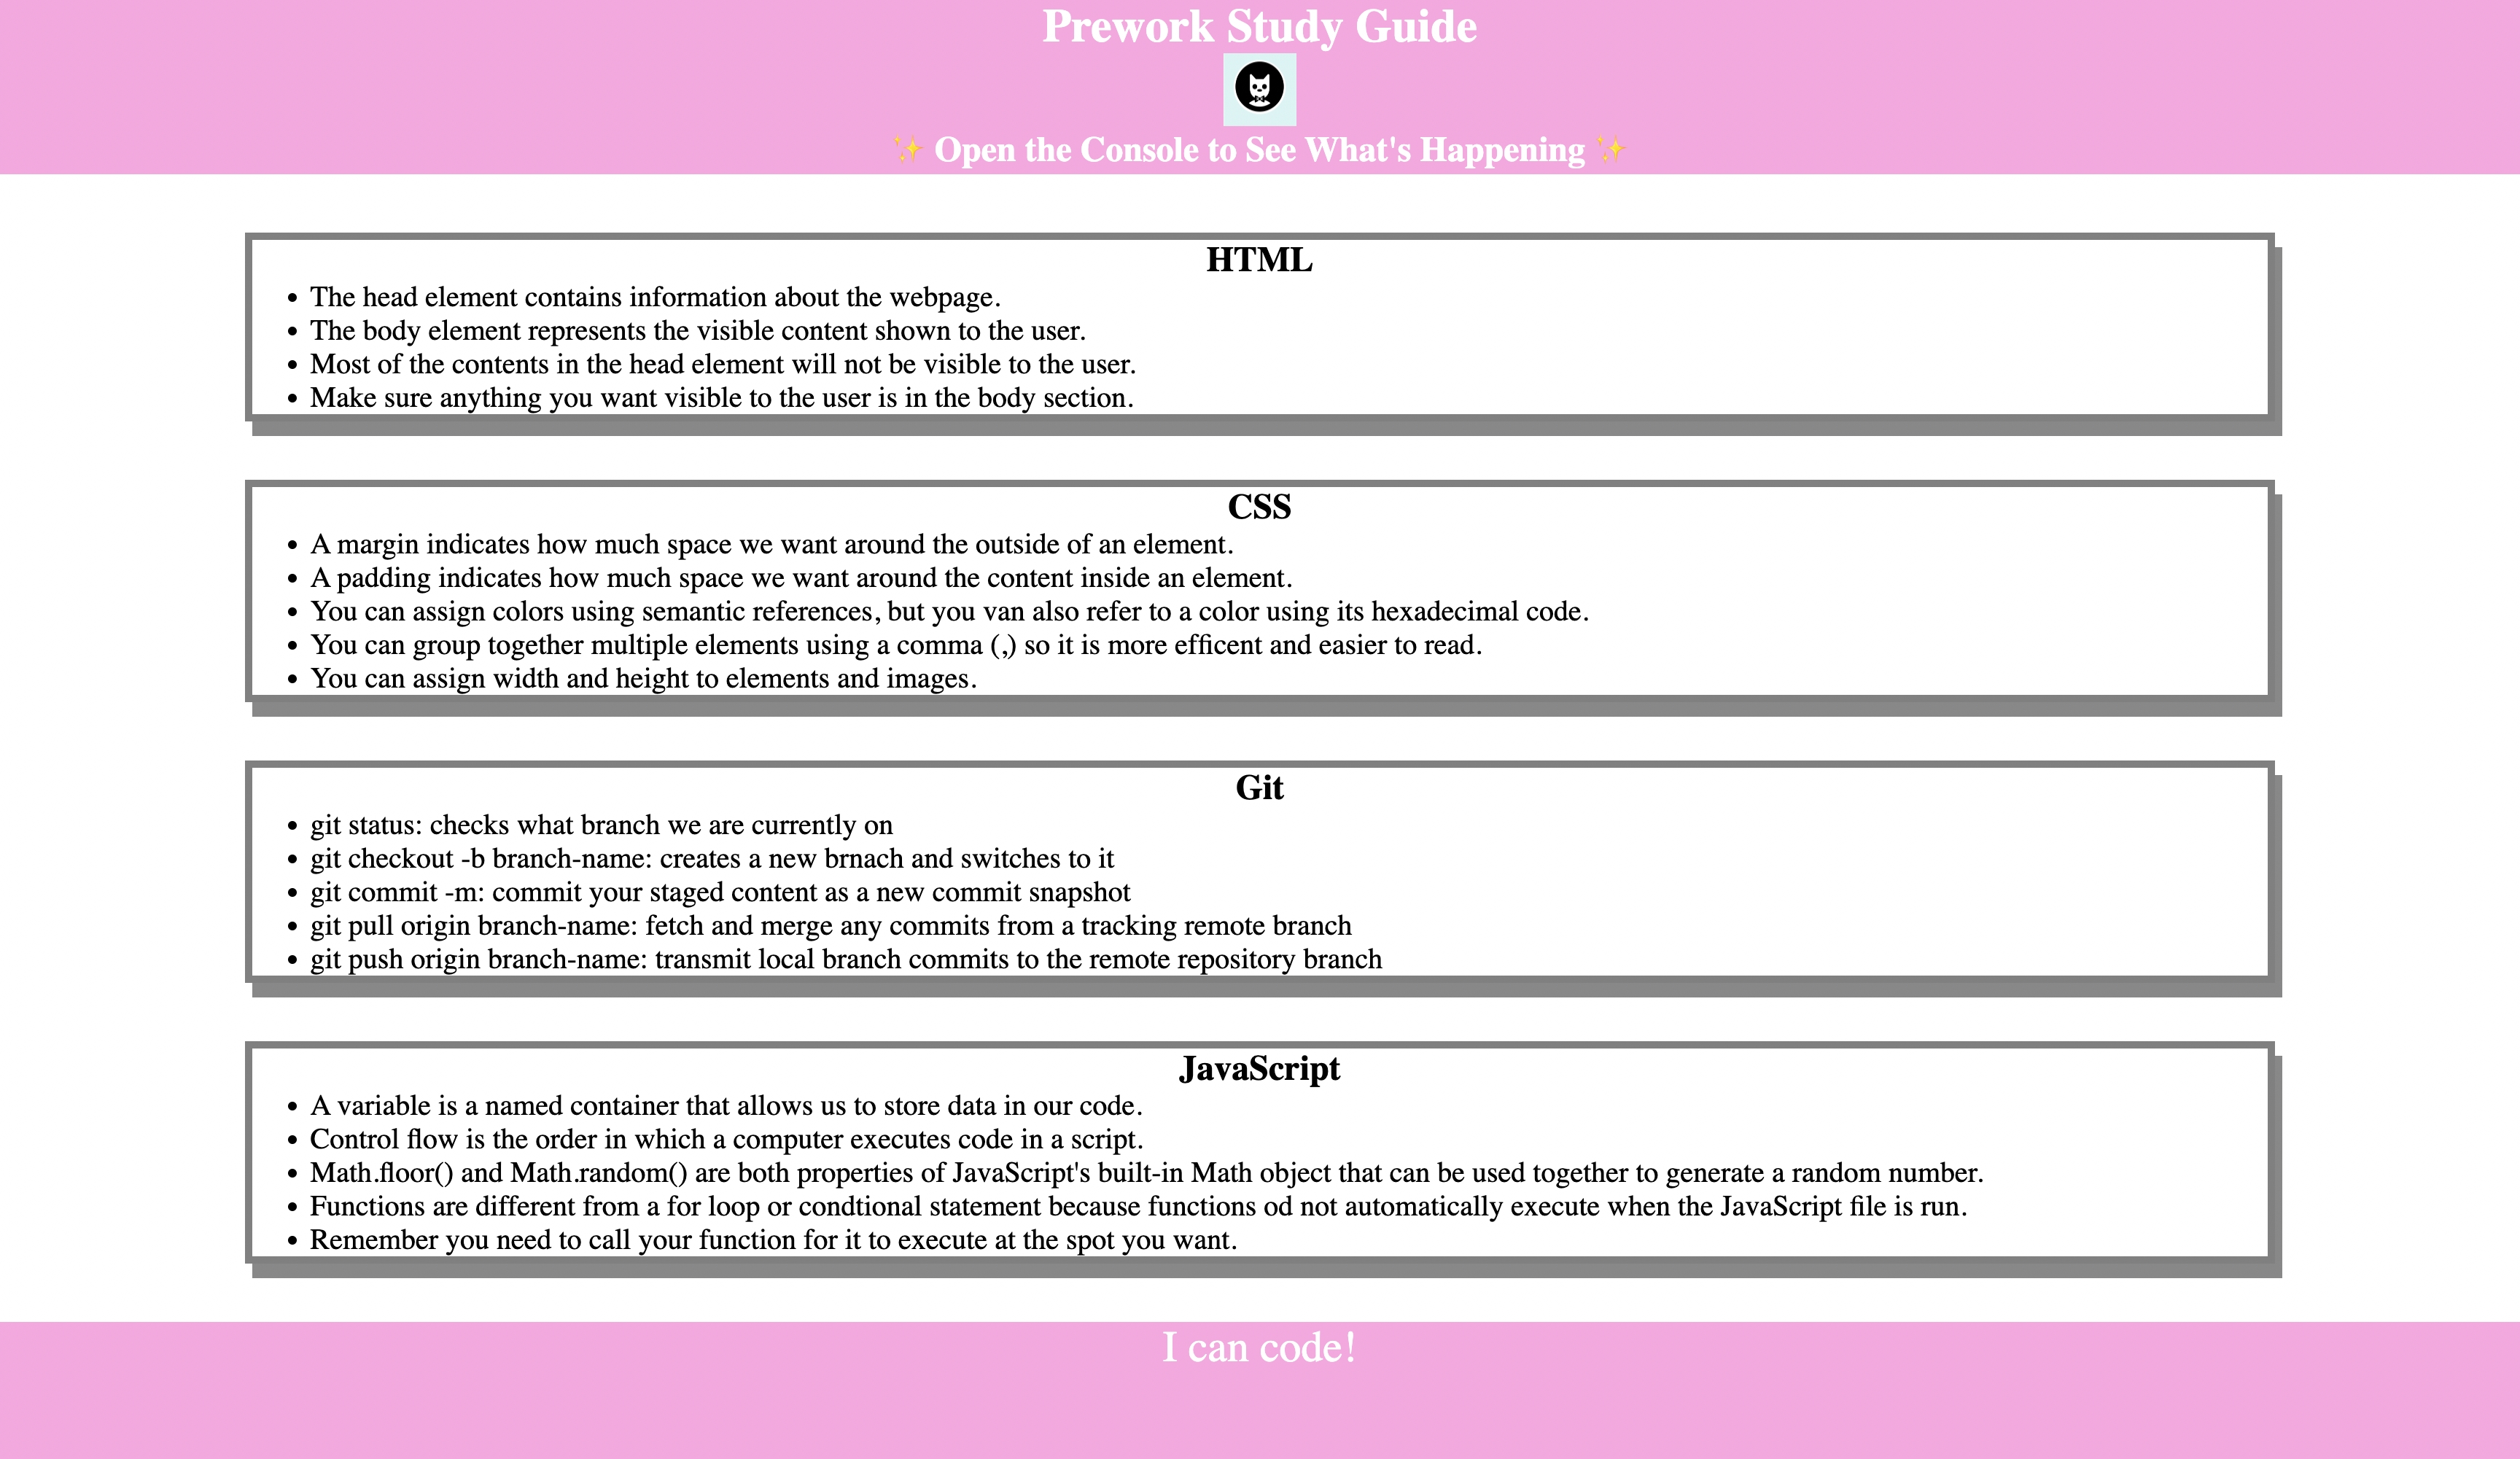 Prework Study Guide
✨ Open the Console to See What's Happening ✨
HTML
• The head element contains information about the webpage.
• The body element represents the visible content shown to the user.
• Most of the contents in the head element will not be visible to the user.
• Make sure anything you want visible to the user is in the body section.
CSS
• A margin indicates how much space we want around the outside of an element.
• A padding indicates how much space we want around the content inside an element.
• You can assign colors using semantic references, but you van also refer to a color using its hexadecimal code.
• You can group together multiple elements using a comma (,) so it is more efficent and easier to read.
• You can assign width and height to elements and images.
Git
• git status: checks what branch we are currently on
• git checkout -b branch-name: creates a new brnach and switches to it
• git commit -m: commit your staged content as a new commit snapshot
• git pull origin branch-name: fetch and merge any commits from a tracking remote branch
• git push origin branch-name: transmit local branch commits to the remote repository branch
JavaScript
• A variable is a named container that allows us to store data in our code.
• Control flow is the order in which a computer executes code in a script.
• Math.floor() and Math.random() are both properties of JavaScript's built-in Math object that can be used together to generate a random number.
• Functions are different from a for loop or condtional statement because functions od not automatically execute when the JavaScript file is run.
• Remember you need to call your function for it to execute at the spot you want.
I can code!